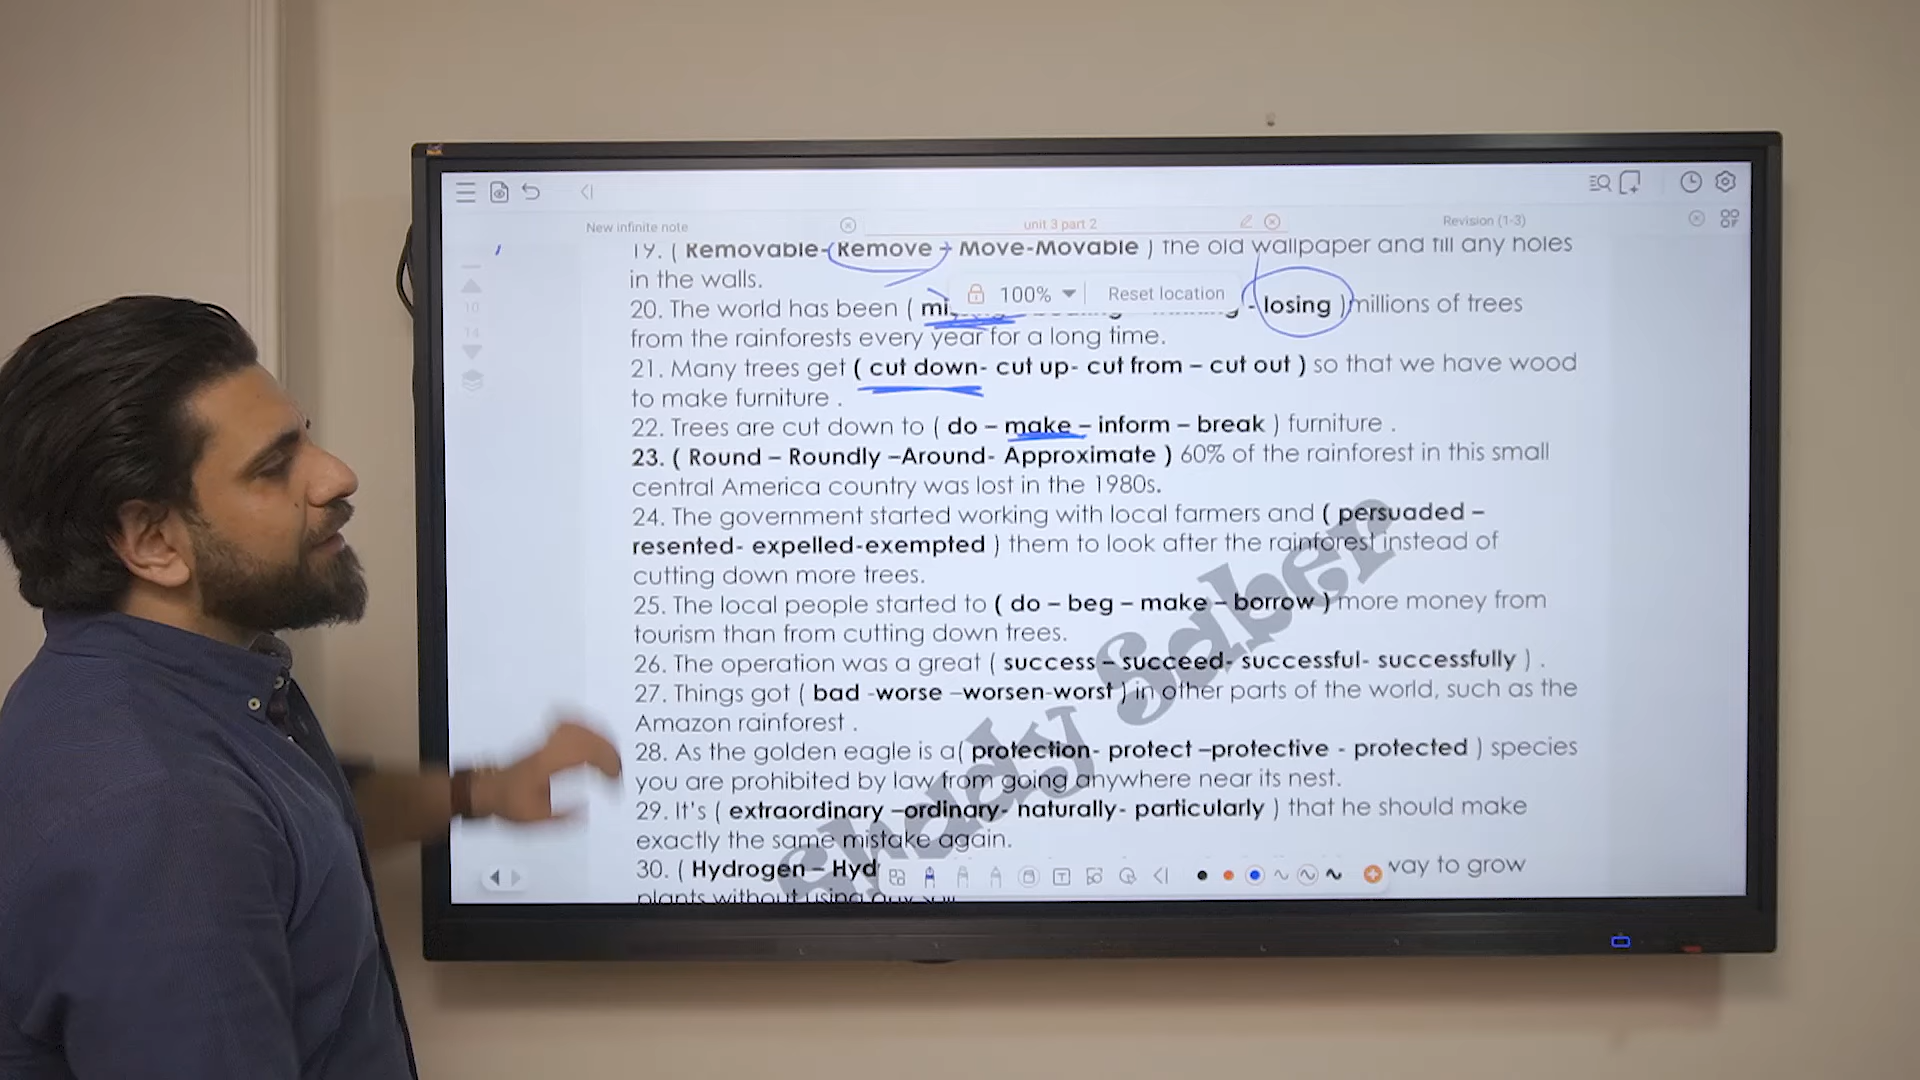 New infinite note
unit 3 part 2
Revision (1-3)
19. ( Removable- Remove - Move-Movable ) the old wallpaper and fill any holes
in the walls.
100%
Reset location
20. The world has been ( - losing ) millions of trees
from the rainforests every year for a long time.
21. Many trees get ( cut down- cut up- cut from – cut out ) so that we have wood
to make furniture .
22. Trees are cut down to ( do – make – inform – break ) furniture .
23. ( Round – Roundly –Around- Approximate ) 60% of the rainforest in this small
central America country was lost in the 1980s.
24. The government started working with local farmers and ( persuaded –
resented- expelled-exempted ) them to look after the rainforest instead of
cutting down more trees.
25. The local people started to ( do – beg – make – borrow ) more money from
tourism than from cutting down trees.
26. The operation was a great ( success – succeed- successful- successfully ) .
27. Things got ( bad -worse –worsen-worst ) in other parts of the world, such as the
Amazon rainforest .
28. As the golden eagle is a( protection- protect –protective - protected ) species
you are prohibited by law from going anywhere near its nest.
29. It's ( extraordinary –ordinary- naturally- particularly ) that he should make
exactly the same mistake again.
30. ( Hydrogen – Hyd way to grow
plants without using any
Shady Saber
10
14